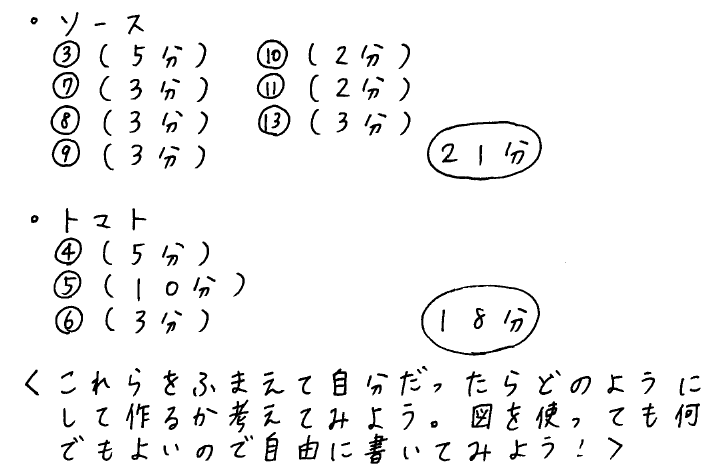 ・ソース
③(5分) ⑩(2分)
⑦(3分) ⑪(2分)
⑧(3分) ⑬(3分)
⑨(3分)
21分
・トマト
④(5分)
⑤(10分)
⑥(3分)
18分
<これらをふまえて自分だったらどのように
して作るか考えてみよう。図を使っても何
でもよいので自由に書いてみよう!>